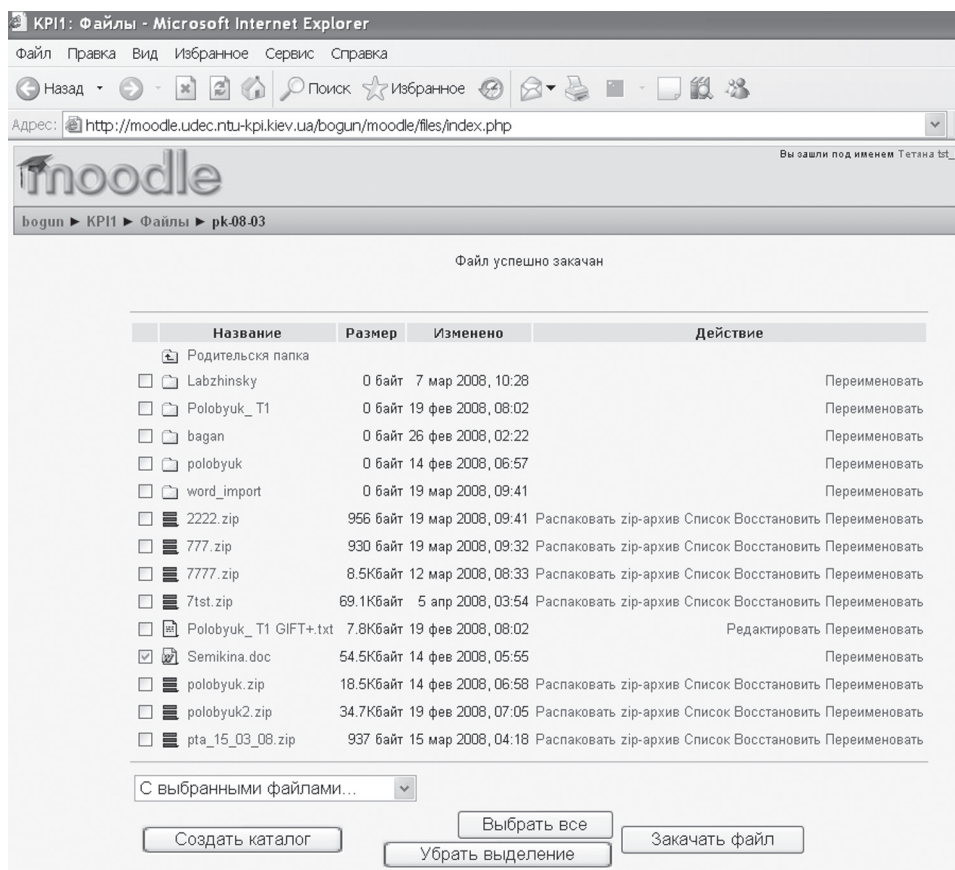 KPI1: Файлы - Microsoft Internet Explorer
Файл Правка Вид Избранное Сервис Справка
Назад Поиск Избранное
Адрес: http://moodle.udec.ntu-kpi.kiev.ua/bogun/moodle/files/index.php
moodle
Вы зашли под именем Тетяна tst_
bogun ► KPI1 ► Файлы ► pk-08-03
Файл успешно закачан
Название Размер Изменено Действие
Родительскя папка
Labzhinsky 0 байт 7 мар 2008, 10:28 Переименовать
Polobyuk_ T1 0 байт 19 фев 2008, 08:02 Переименовать
bagan 0 байт 26 фев 2008, 02:22 Переименовать
polobyuk 0 байт 14 фев 2008, 06:57 Переименовать
word_import 0 байт 19 мар 2008, 09:41 Переименовать
2222.zip 956 байт 19 мар 2008, 09:41 Распаковать zip-архив Список Восстановить Переименовать
777.zip 930 байт 19 мар 2008, 09:32 Распаковать zip-архив Список Восстановить Переименовать
7777.zip 8.5Кбайт 12 мар 2008, 08:33 Распаковать zip-архив Список Восстановить Переименовать
7tst.zip 69.1Кбайт 5 апр 2008, 03:54 Распаковать zip-архив Список Восстановить Переименовать
Polobyuk_ T1 GIFT+.txt 7.8Кбайт 19 фев 2008, 08:02 Редактировать Переименовать
Semikina.doc 54.5Кбайт 14 фев 2008, 05:55 Переименовать
polobyuk.zip 18.5Кбайт 14 фев 2008, 06:58 Распаковать zip-архив Список Восстановить Переименовать
polobyuk2.zip 34.7Кбайт 19 фев 2008, 07:05 Распаковать zip-архив Список Восстановить Переименовать
pta_15_03_08.zip 937 байт 15 мар 2008, 04:18 Распаковать zip-архив Список Восстановить Переименовать
С выбранными файлами...
Выбрать все
Создать каталог Закачать файл
Убрать выделение